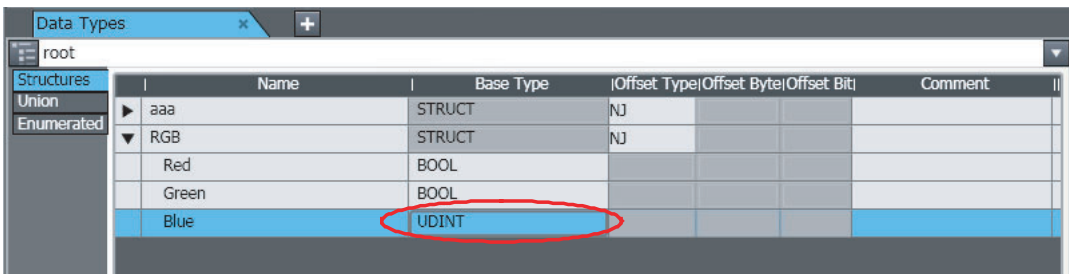 Data Types × +
root
Structures
Union
Enumerated
Name Base Type Offset Type Offset Byte Offset Bit Comment
aaa STRUCT NJ
RGB STRUCT NJ
Red BOOL
Green BOOL
Blue UDINT